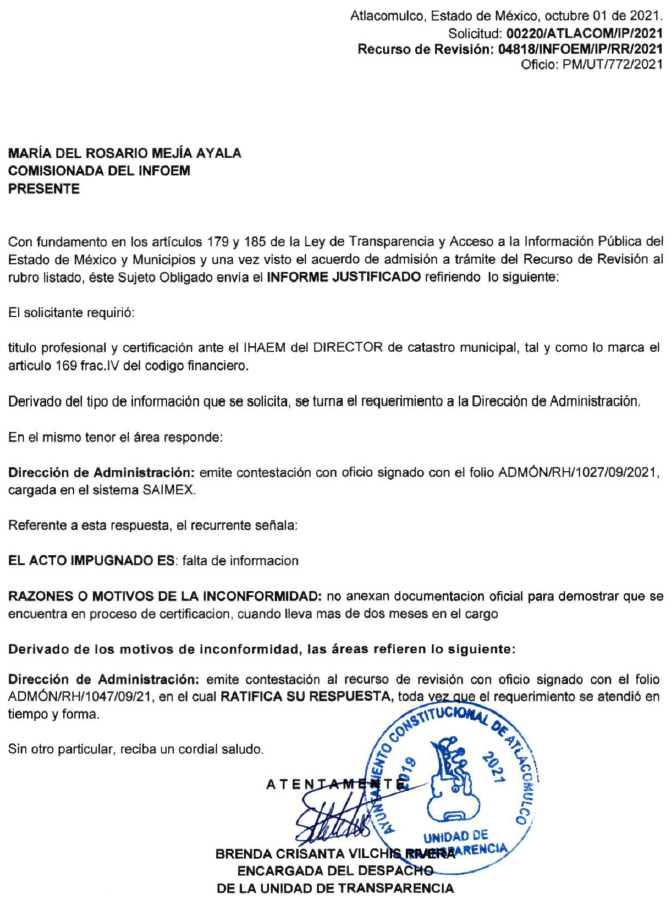 Atlacomulco, Estado de México, octubre 01 de 2021.
Solicitud: 00220/ATLACOM/IP/2021
Recurso de Revisión: 04818/INFOEM/IP/RR/2021
Oficio: PM/UT/772/2021
MARÍA DEL ROSARIO MEJÍA AYALA
COMISIONADA DEL INFOEM
PRESENTE
Con fundamento en los artículos 179 y 185 de la Ley de Transparencia y Acceso a la Información Pública del
Estado de México y Municipios y una vez visto el acuerdo de admisión a trámite del Recurso de Revisión al
rubro listado, éste Sujeto Obligado envía el INFORME JUSTIFICADO refiriendo lo siguiente:
El solicitante requirió:
titulo profesional y certificación ante el IHAEM del DIRECTOR de catastro municipal, tal y como lo marca el
articulo 169 frac.IV del codigo financiero.
Derivado del tipo de información que se solicita, se turna el requerimiento a la Dirección de Administración.
En el mismo tenor el área responde:
Dirección de Administración: emite contestación con oficio signado con el folio ADMÓN/RH/1027/09/2021,
cargada en el sistema SAIMEX.
Referente a esta respuesta, el recurrente señala:
EL ACTO IMPUGNADO ES: falta de informacion
RAZONES O MOTIVOS DE LA INCONFORMIDAD: no anexan documentacion oficial para demostrar que se
encuentra en proceso de certificacion, cuando lleva mas de dos meses en el cargo
Derivado de los motivos de inconformidad, las áreas refieren lo siguiente:
Dirección de Administración: emite contestación al recurso de revisión con oficio signado con el folio
ADMÓN/RH/1047/09/21, en el cual RATIFICA SU RESPUESTA, toda vez que el requerimiento se atendió en
tiempo y forma.
Sin otro particular, reciba un cordial saludo.
ATENTAMENTE
AYUNTAMIENTO CONSTITUCIONAL DE ATLACOMULCO
2019 2021
UNIDAD DE
TRANSPARENCIA
BRENDA CRISANTA VILCHIS RIVERA
ENCARGADA DEL DESPACHO
DE LA UNIDAD DE TRANSPARENCIA